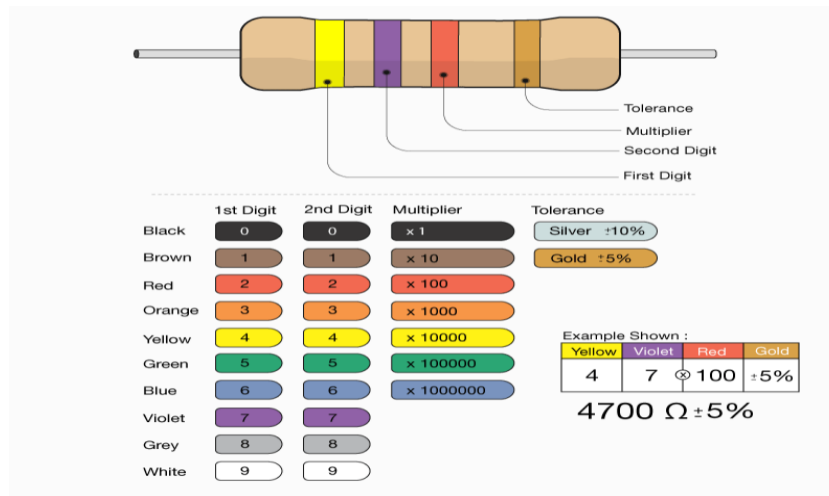 Tolerance
Multiplier
Second Digit
First Digit
1st Digit 2nd Digit Multiplier Tolerance
Black 0 0 x 1 Silver ±10%
Brown 1 1 x 10 Gold ±5%
Red 2 2 x 100
Orange 3 3 x 1000
Yellow 4 4 x 10000
Green 5 5 x 100000
Blue 6 6 x 1000000
Violet 7 7
Grey 8 8
White 9 9
Example Shown :
Yellow Violet Red Gold
4 7 ⊗ 100 ±5%
4700 Ω ±5%